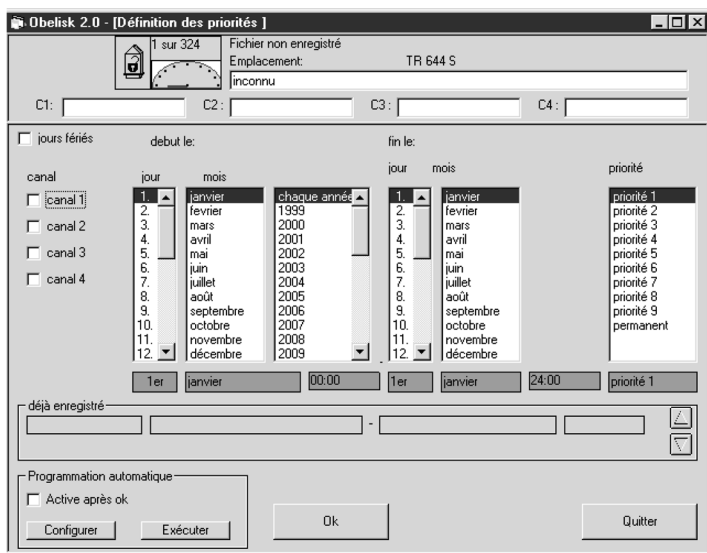 Obelisk 2.0 - [Définition des priorités ]
1 sur 324
Fichier non enregistré
Emplacement: TR 644 S
inconnu
C1: C2 : C3 : C4 :
jours fériés debut le: fin le:
canal jour mois jour mois priorité
canal 1 1. janvier chaque année 1. janvier priorité 1
canal 2 2. fevrier 1999 2. fevrier priorité 2
3. mars 2000 3. mars priorité 3
4. avril 2001 4. avril priorité 4
canal 3 5. mai 2002 5. mai priorité 5
6. juin 2003 6. juin priorité 6
canal 4 7. juillet 2004 7. juillet priorité 7
8. août 2005 8. août priorité 8
9. septembre 2006 9. septembre priorité 9
10. octobre 2007 10. octobre permanent
11. novembre 2008 11. novembre
12. décembre 2009 12. décembre
1er janvier 00:00 1er janvier 24:00 priorité 1
déjà enregistré
-
Programmation automatique
Active après ok
Configurer Exécuter Ok Quitter